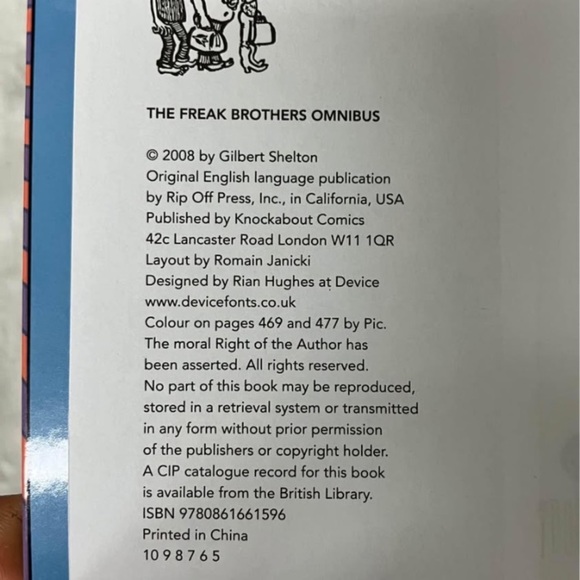 THE FREAK BROTHERS OMNIBUS
© 2008 by Gilbert Shelton
Original English language publication
by Rip Off Press, Inc., in California, USA
Published by Knockabout Comics
42c Lancaster Road London W11 1QR
Layout by Romain Janicki
Designed by Rian Hughes at Device
www.devicefonts.co.uk
Colour on pages 469 and 477 by Pic.
The moral Right of the Author has
been asserted. All rights reserved.
No part of this book may be reproduced,
stored in a retrieval system or transmitted
in any form without prior permission
of the publishers or copyright holder.
A CIP catalogue record for this book
is available from the British Library.
ISBN 9780861661596
Printed in China
10 9 8 7 6 5